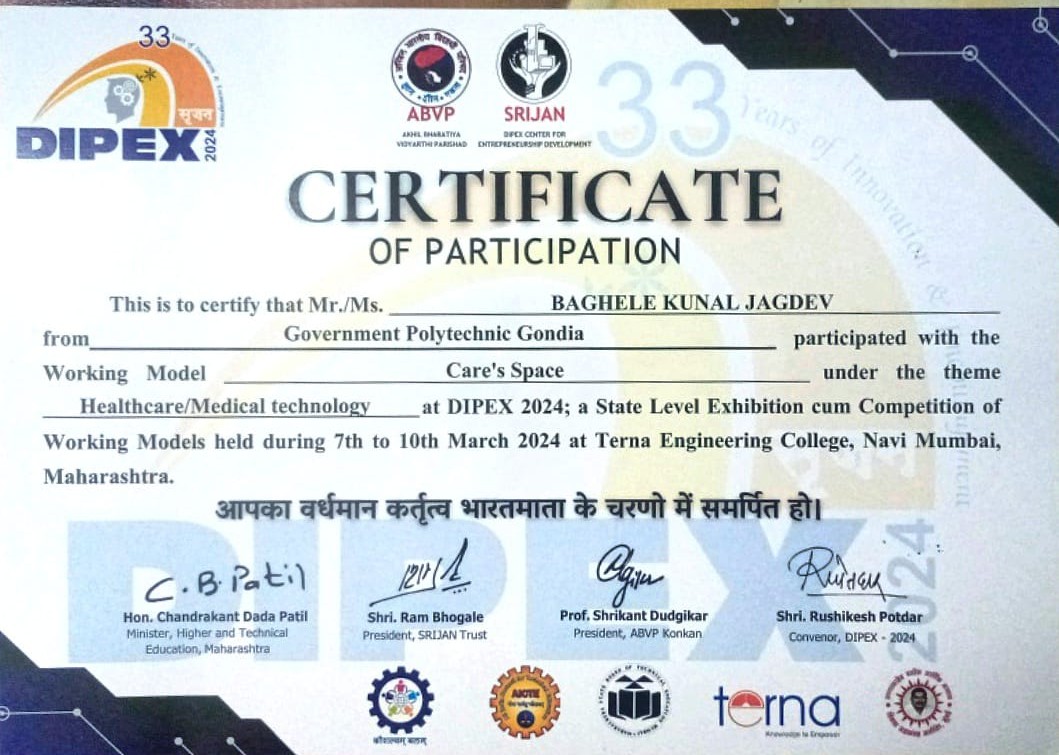 33
Years of Innovation &
सृजन
DIPEX
2024
ABVP
AKHIL BHARATIYA
VIDYARTHI PARISHAD
SRIJAN
DIPEX CENTER FOR
ENTREPRENEURSHIP DEVELOPMENT
33 Years of Innovation &
CERTIFICATE
OF PARTICIPATION
This is to certify that Mr./Ms. BAGHELE KUNAL JAGDEV
from Government Polytechnic Gondia participated with the
Working Model Care's Space under the theme
Healthcare/Medical technology at DIPEX 2024; a State Level Exhibition cum Competition of
Working Models held during 7th to 10th March 2024 at Terna Engineering College, Navi Mumbai,
Maharashtra.
आपका वर्धमान कर्तृत्व भारतमाता के चरणो में समर्पित हो।
DIPEX 2024
C. B. Patil
Hon. Chandrakant Dada Patil
Minister, Higher and Technical
Education, Maharashtra
Shri. Ram Bhogale
President, SRIJAN Trust
Prof. Shrikant Dudgikar
President, ABVP Konkan
Shri. Rushikesh Potdar
Convenor, DIPEX - 2024
कौशल्यम् बलम्
AICTE
terna
Knowledge to Empower